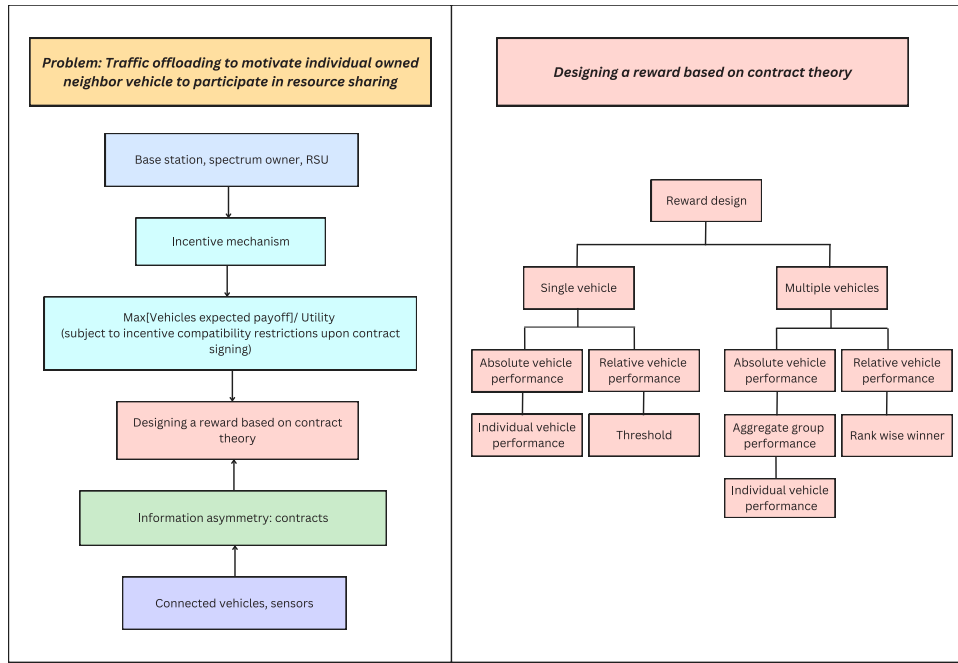 Problem: Traffic offloading to motivate individual owned
neighbor vehicle to participate in resource sharing
Base station, spectrum owner, RSU
Incentive mechanism
Max[Vehicles expected payoff]/ Utility
(subject to incentive compatibility restrictions upon contract
signing)
Designing a reward based on contract
theory
Information asymmetry: contracts
Connected vehicles, sensors
Designing a reward based on contract theory
Reward design
Single vehicle
Multiple vehicles
Absolute vehicle
performance
Relative vehicle
performance
Absolute vehicle
performance
Relative vehicle
performance
Individual vehicle
performance
Threshold
Aggregate group
performance
Rank wise winner
Individual vehicle
performance